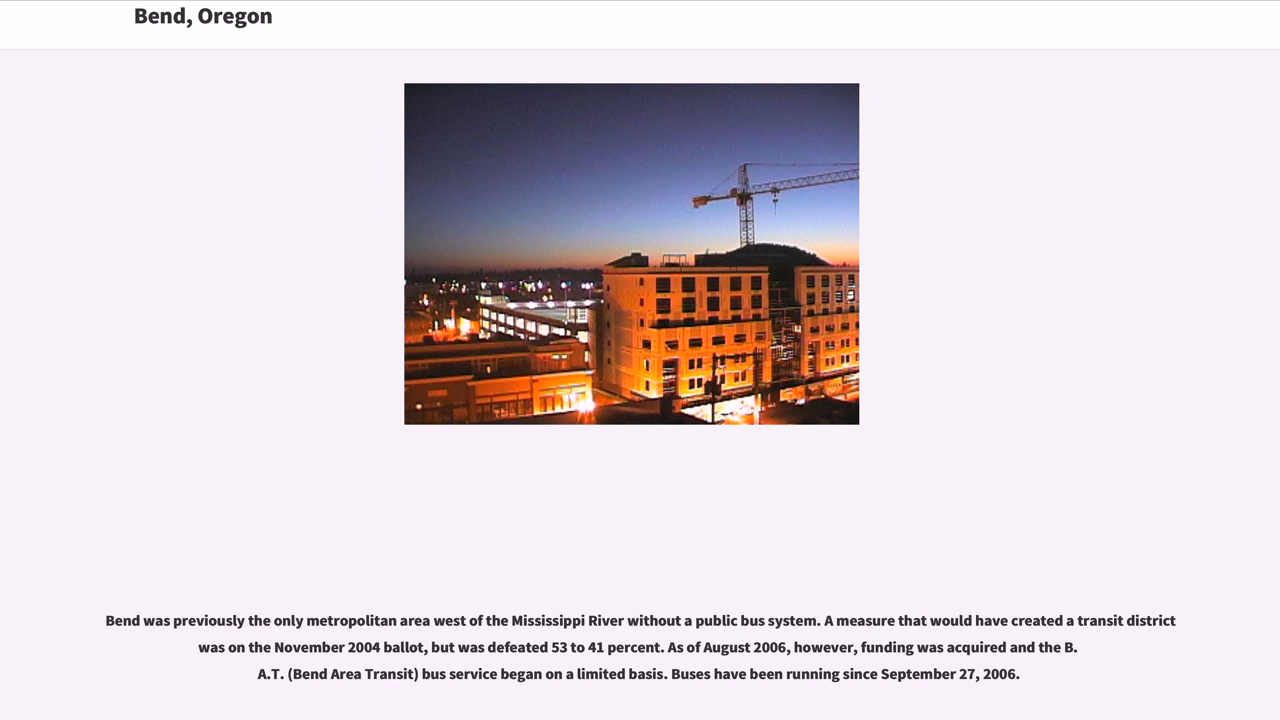 Bend, Oregon
Bend was previously the only metropolitan area west of the Mississippi River without a public bus system. A measure that would have created a transit district
was on the November 2004 ballot, but was defeated 53 to 41 percent. As of August 2006, however, funding was acquired and the B.
A.T. (Bend Area Transit) bus service began on a limited basis. Buses have been running since September 27, 2006.